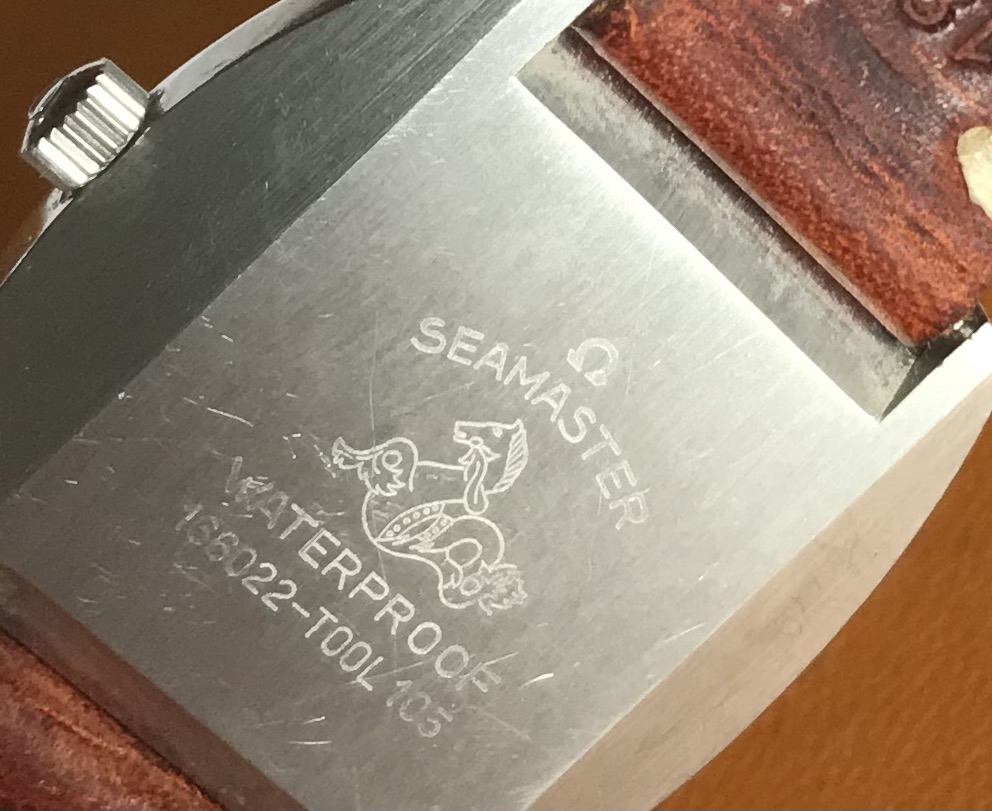 Ω
SEAMASTER
WATERPROOF
166022-TOOL 105